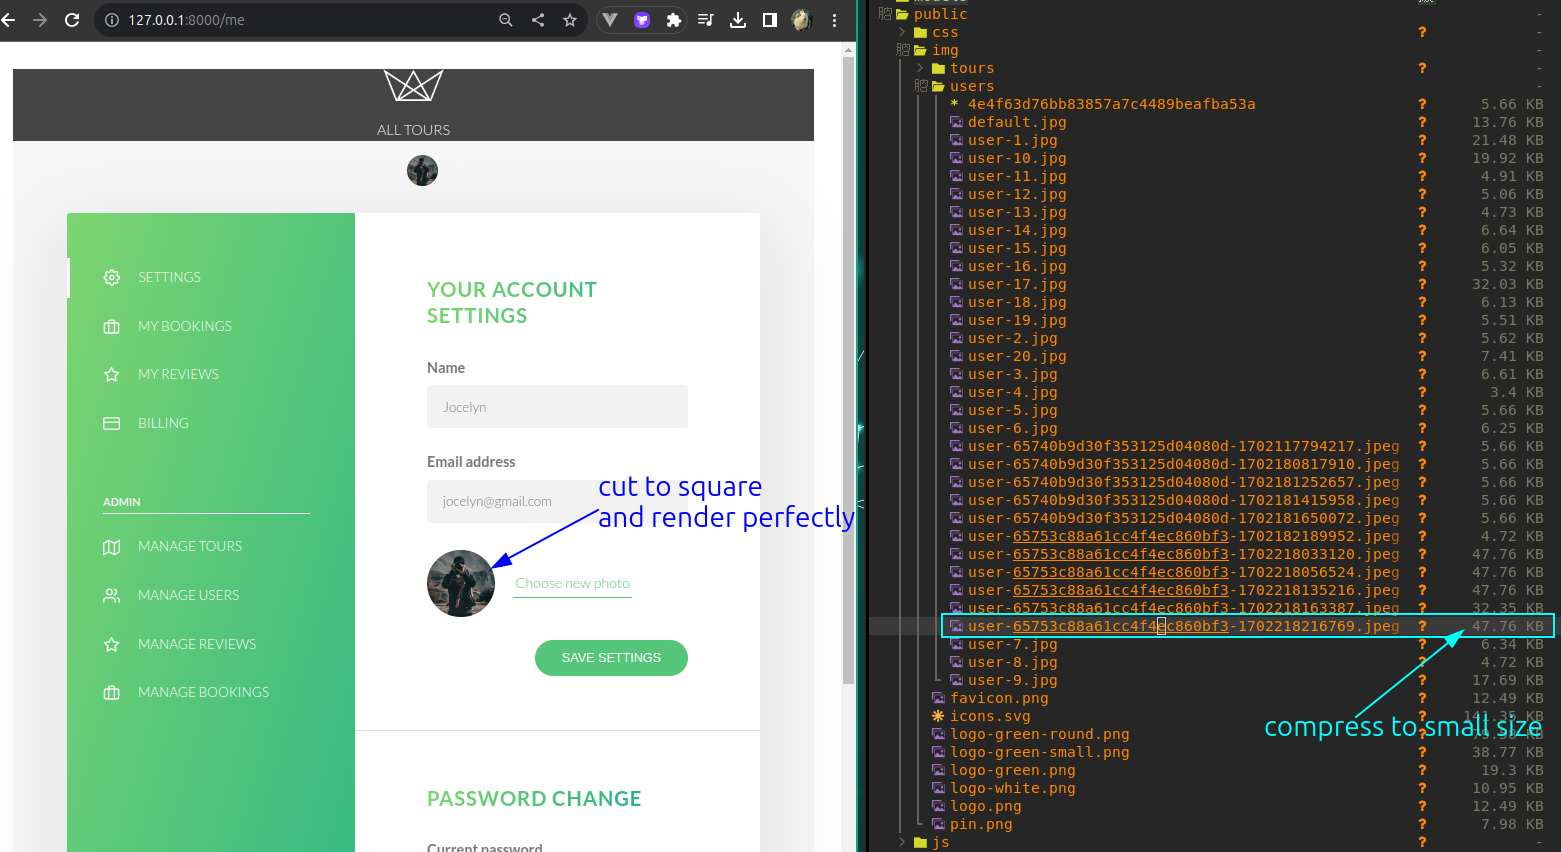 127.0.0.1:8000/me
ALL TOURS
SETTINGS
MY BOOKINGS
MY REVIEWS
BILLING
ADMIN
MANAGE TOURS
MANAGE USERS
MANAGE REVIEWS
MANAGE BOOKINGS
YOUR ACCOUNT
SETTINGS
Name
Jocelyn
Email address
jocelyn@gmail.com
cut to square
and render perfectly
Choose new photo
SAVE SETTINGS
PASSWORD CHANGE
Current password
public -
css ? -
img -
tours ? -
users -
* 4e4f63d76bb83857a7c4489beafba53a ? 5.66 KB
default.jpg ? 13.76 KB
user-1.jpg ? 21.48 KB
user-10.jpg ? 19.92 KB
user-11.jpg ? 4.91 KB
user-12.jpg ? 5.06 KB
user-13.jpg ? 4.73 KB
user-14.jpg ? 6.64 KB
user-15.jpg ? 6.05 KB
user-16.jpg ? 5.32 KB
user-17.jpg ? 32.03 KB
user-18.jpg ? 6.13 KB
user-19.jpg ? 5.51 KB
user-2.jpg ? 5.62 KB
user-20.jpg ? 7.41 KB
user-3.jpg ? 6.61 KB
user-4.jpg ? 3.4 KB
user-5.jpg ? 5.66 KB
user-6.jpg ? 6.25 KB
user-65740b9d30f353125d04080d-1702117794217.jpeg ? 5.66 KB
user-65740b9d30f353125d04080d-1702180817910.jpeg ? 5.66 KB
user-65740b9d30f353125d04080d-1702181252657.jpeg ? 5.66 KB
user-65740b9d30f353125d04080d-1702181415958.jpeg ? 5.66 KB
user-65740b9d30f353125d04080d-1702181650072.jpeg ? 5.66 KB
user-65753c88a61cc4f4ec860bf3-1702182189952.jpeg ? 4.72 KB
user-65753c88a61cc4f4ec860bf3-1702218033120.jpeg ? 47.76 KB
user-65753c88a61cc4f4ec860bf3-1702218056524.jpeg ? 47.76 KB
user-65753c88a61cc4f4ec860bf3-1702218135216.jpeg ? 47.76 KB
user-65753c88a61cc4f4ec860bf3-1702218163387.jpeg ? 32.35 KB
user-65753c88a61cc4f4ec860bf3-1702218216769.jpeg ? 47.76 KB
user-7.jpg ? 6.34 KB
user-8.jpg ? 4.72 KB
user-9.jpg ? 17.69 KB
favicon.png ? 12.49 KB
icons.svg ? 141.35 KB
compress to small size
logo-green-round.png ? KB
logo-green-small.png ? 38.77 KB
logo-green.png ? 19.3 KB
logo-white.png ? 10.95 KB
logo.png ? 12.49 KB
pin.png ? 7.98 KB
js ? -